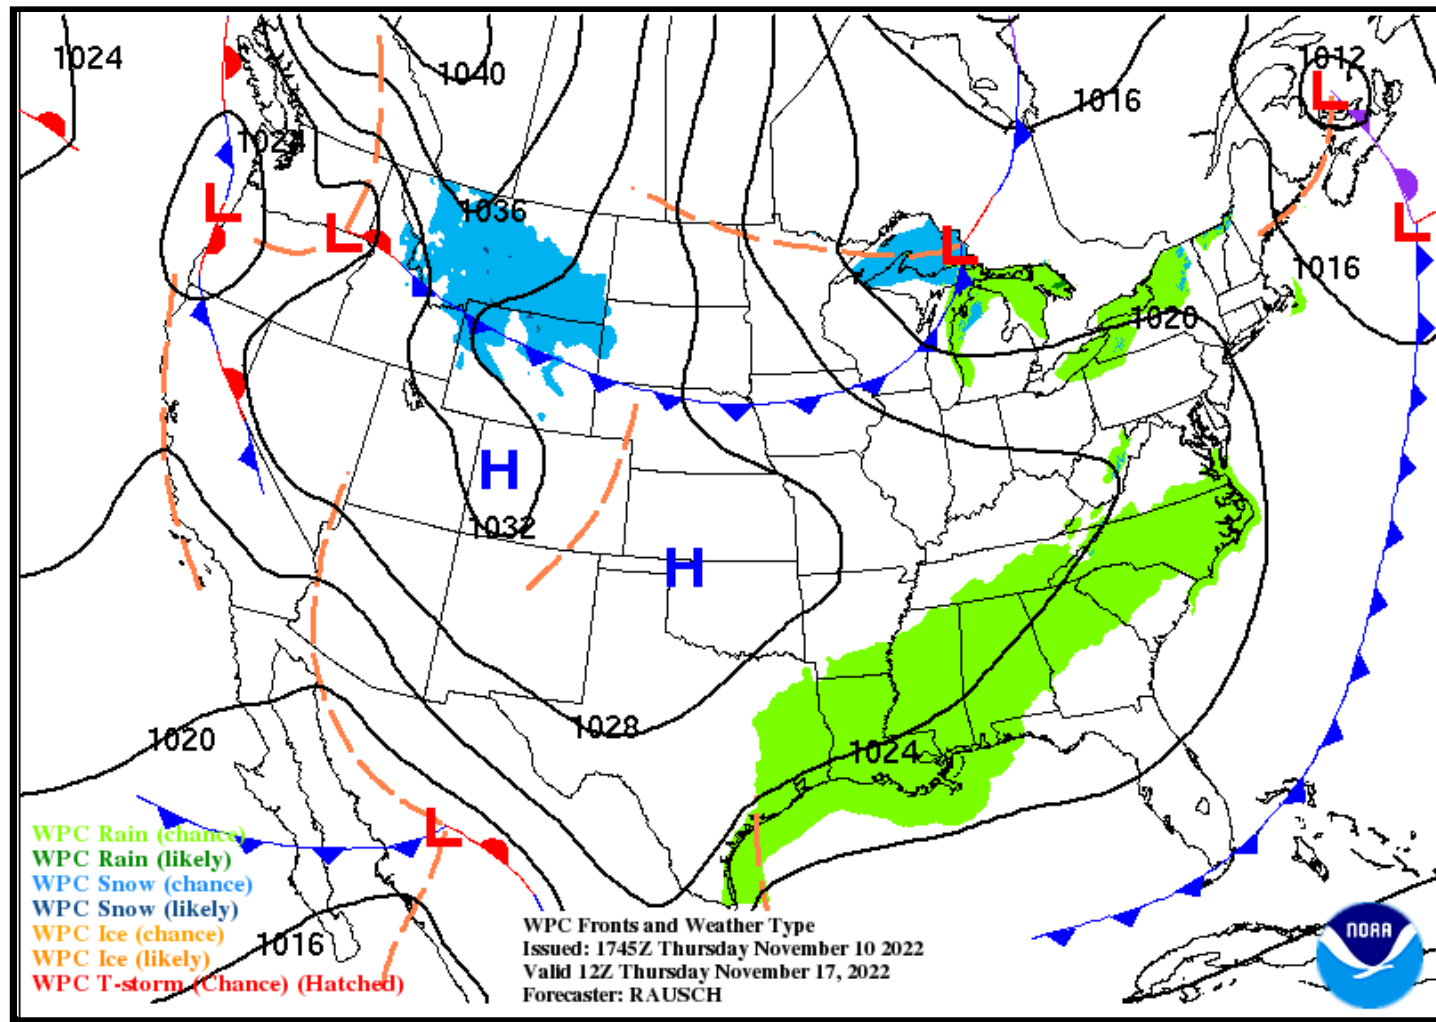 1024
1040
1012
1016
1024
1036
1016
L
L
L
L
L
1020
H
1032
H
1028
1020
1024
L
1016
WPC Rain (chance)
WPC Rain (likely)
WPC Snow (chance)
WPC Snow (likely)
WPC Ice (chance)
WPC Ice (likely)
WPC T-storm (Chance) (Hatched)
WPC Fronts and Weather Type
Issued: 1745Z Thursday November 10 2022
Valid 12Z Thursday November 17, 2022
Forecaster: RAUSCH
NOAA